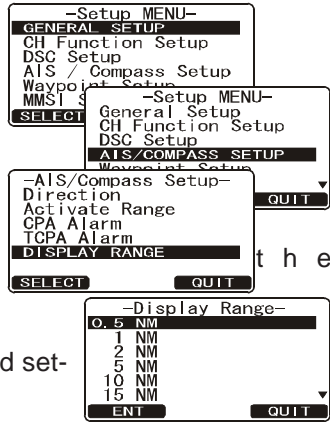 -Setup MENU-
GENERAL SETUP
CH Function Setup
DSC Setup
AIS / Compass Setup
Waypoint Setup
MMSI S
SELECT
-Setup MENU-
General Setup
CH Function Setup
DSC Setup
AIS/COMPASS SETUP
Waypoint Setup
QUIT
-AIS/Compass Setup-
Direction
Activate Range
CPA Alarm
TCPA Alarm
DISPLAY RANGE
SELECT QUIT
t h e
-Display Range-
0.5 NM
1 NM
2 NM
5 NM
10 NM
15 NM
ENT QUIT
d set-